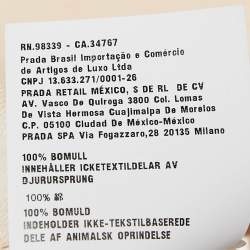 RN.98339 - CA.34767
Prada Brasil Importação e Comércio
de Artigos de Luxo Ltda
CNPJ 13.633.271/0001-26
PRADA RETAIL MÉXICO, S DE RL DE CV
AV. Vasco De Quiroga 3800 Col. Lomas
De Vista Hermosa Cuajimalpa De Morelos
C.P. 05100 Ciudad De México-México
PRADA SPA Via Fogazzaro,28 20135 Milano
100% BOMULL
INNEHÅLLER ICKETEXTILDELAR AV
DJURURSPRUNG
100% 綿
100% BOMULD
INDEHOLDER IKKE-TEKSTILBASEREDE
DELE AF ANIMALSK OPRINDELSE